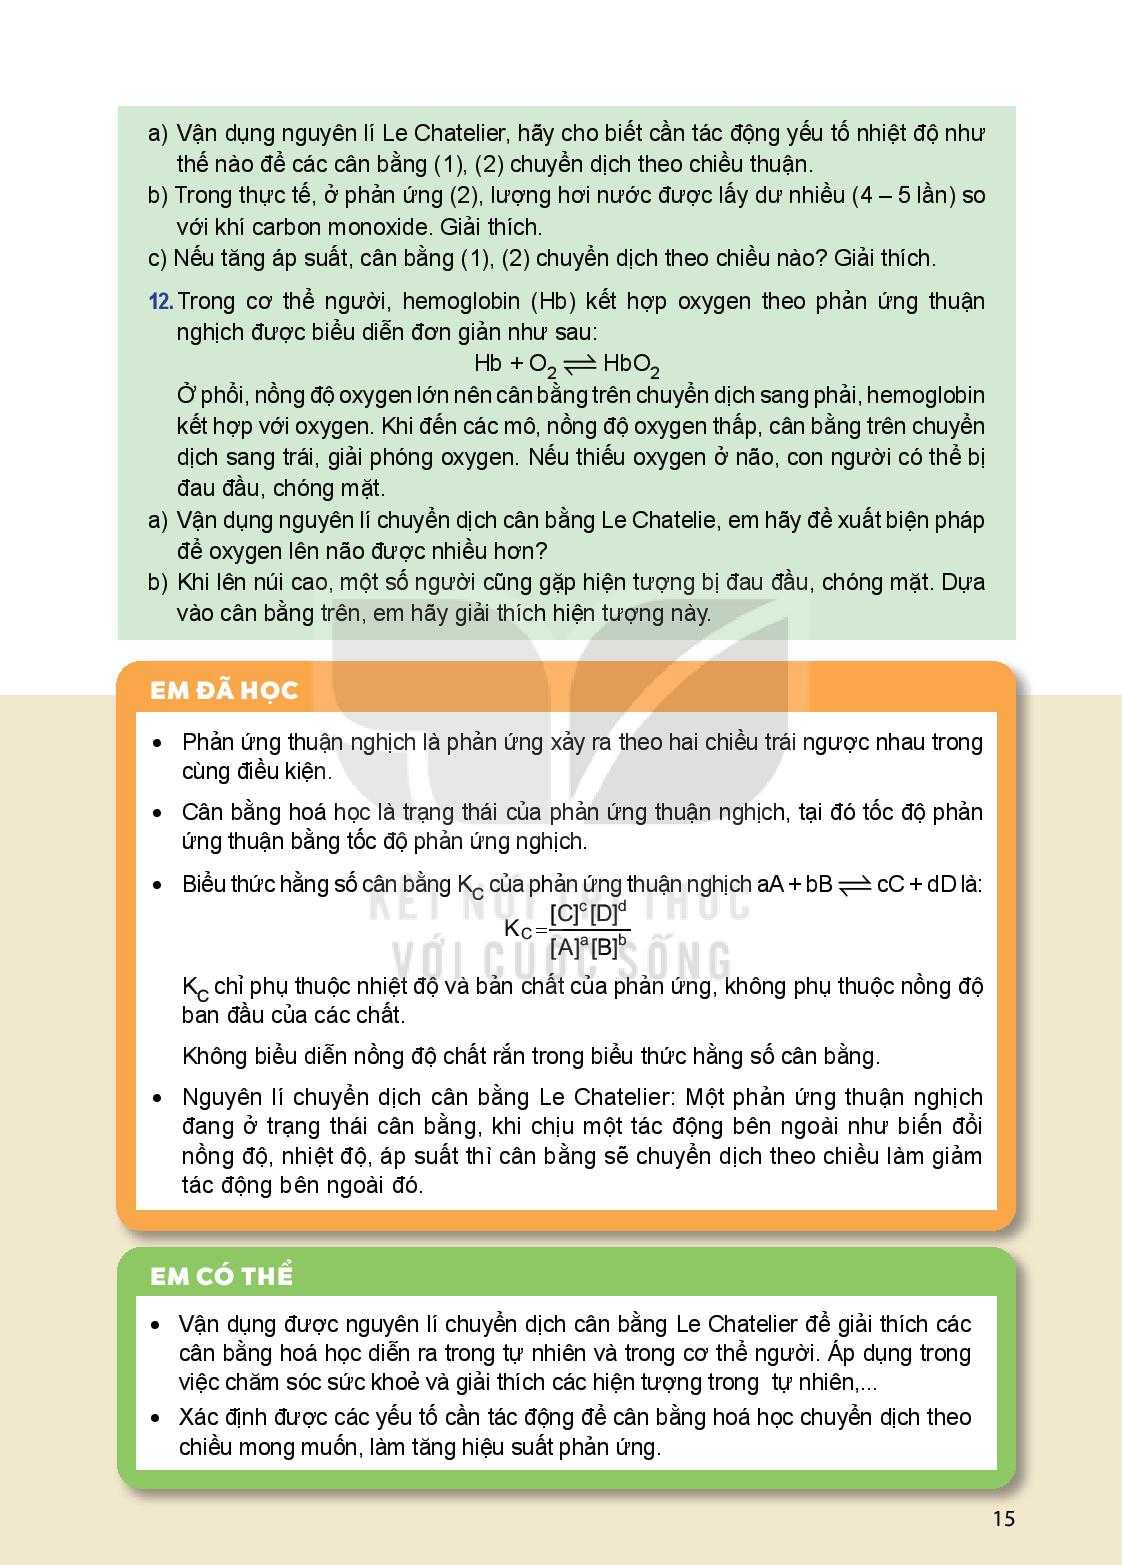 a) Vận dụng nguyên lí Le Chatelier, hãy cho biết cần tác động yếu tố nhiệt độ như
thế nào để các cân bằng (1), (2) chuyển dịch theo chiều thuận.
b) Trong thực tế, ở phản ứng (2), lượng hơi nước được lấy dư nhiều (4 – 5 lần) so
với khí carbon monoxide. Giải thích.
c) Nếu tăng áp suất, cân bằng (1), (2) chuyển dịch theo chiều nào? Giải thích.
12. Trong cơ thể người, hemoglobin (Hb) kết hợp oxygen theo phản ứng thuận
nghịch được biểu diễn đơn giản như sau:
Hb + O₂ ⇌ HbO₂
Ở phổi, nồng độ oxygen lớn nên cân bằng trên chuyển dịch sang phải, hemoglobin
kết hợp với oxygen. Khi đến các mô, nồng độ oxygen thấp, cân bằng trên chuyển
dịch sang trái, giải phóng oxygen. Nếu thiếu oxygen ở não, con người có thể bị
đau đầu, chóng mặt.
a) Vận dụng nguyên lí chuyển dịch cân bằng Le Chatelie, em hãy đề xuất biện pháp
để oxygen lên não được nhiều hơn?
b) Khi lên núi cao, một số người cũng gặp hiện tượng bị đau đầu, chóng mặt. Dựa
vào cân bằng trên, em hãy giải thích hiện tượng này.
EM ĐÃ HỌC
• Phản ứng thuận nghịch là phản ứng xảy ra theo hai chiều trái ngược nhau trong
cùng điều kiện.
• Cân bằng hoá học là trạng thái của phản ứng thuận nghịch, tại đó tốc độ phản
ứng thuận bằng tốc độ phản ứng nghịch.
• Biểu thức hằng số cân bằng K_C của phản ứng thuận nghịch aA + bB ⇌ cC + dD là:
K_C = [C]^c [D]^d / [A]^a [B]^b
KẾT NỐI TRI THỨC
VỚI CUỘC SỐNG
K_C chỉ phụ thuộc nhiệt độ và bản chất của phản ứng, không phụ thuộc nồng độ
ban đầu của các chất.
Không biểu diễn nồng độ chất rắn trong biểu thức hằng số cân bằng.
• Nguyên lí chuyển dịch cân bằng Le Chatelier: Một phản ứng thuận nghịch
đang ở trạng thái cân bằng, khi chịu một tác động bên ngoài như biến đổi
nồng độ, nhiệt độ, áp suất thì cân bằng sẽ chuyển dịch theo chiều làm giảm
tác động bên ngoài đó.
EM CÓ THỂ
• Vận dụng được nguyên lí chuyển dịch cân bằng Le Chatelier để giải thích các
cân bằng hoá học diễn ra trong tự nhiên và trong cơ thể người. Áp dụng trong
việc chăm sóc sức khoẻ và giải thích các hiện tượng trong tự nhiên,...
• Xác định được các yếu tố cần tác động để cân bằng hoá học chuyển dịch theo
chiều mong muốn, làm tăng hiệu suất phản ứng.
15